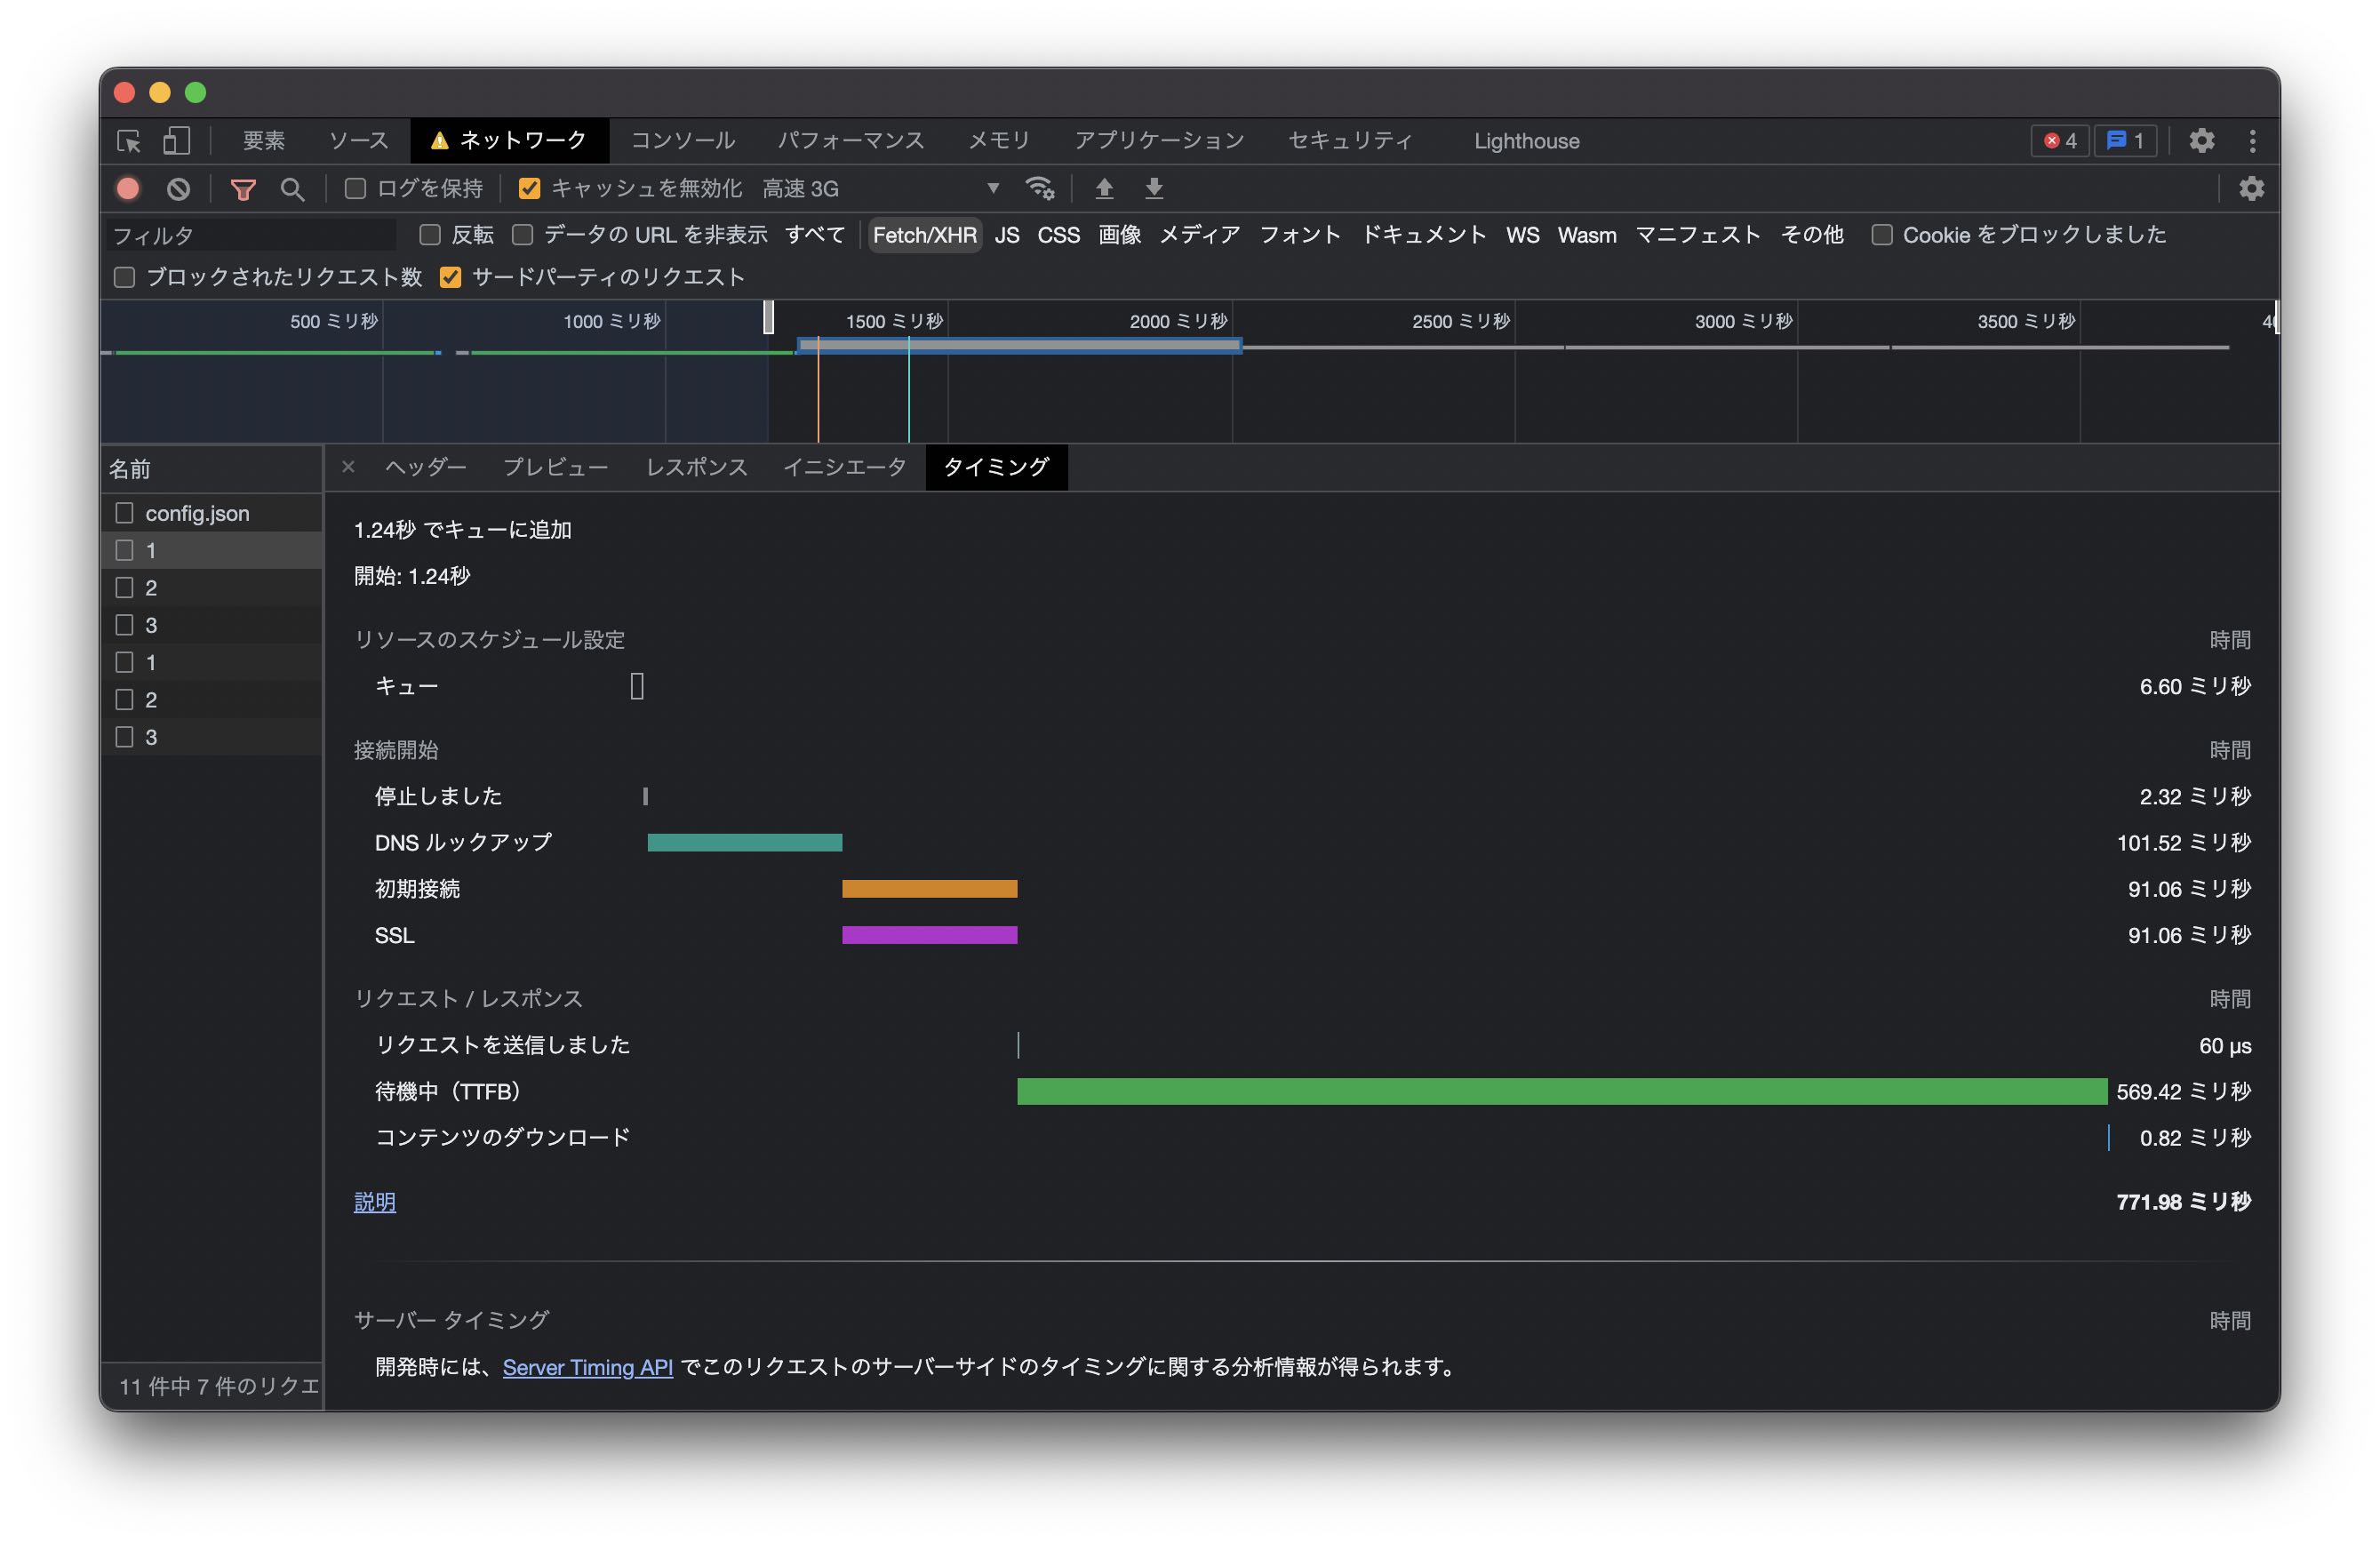 要素 ソース ネットワーク コンソール パフォーマンス メモリ アプリケーション セキュリティ Lighthouse 4 1
ログを保持 キャッシュを無効化 高速 3G
フィルタ 反転 データの URL を非表示 すべて Fetch/XHR JS CSS 画像 メディア フォント ドキュメント WS Wasm マニフェスト その他 Cookie をブロックしました
ブロックされたリクエスト数 サードパーティのリクエスト
500 ミリ秒 1000 ミリ秒 1500 ミリ秒 2000 ミリ秒 2500 ミリ秒 3000 ミリ秒 3500 ミリ秒
名前
config.json
1
2
3
1
2
3
11 件中 7 件のリクエ
ヘッダー プレビュー レスポンス イニシエータ タイミング
1.24秒 でキューに追加
開始: 1.24秒
リソースのスケジュール設定 時間
キュー 6.60 ミリ秒
接続開始 時間
停止しました 2.32 ミリ秒
DNS ルックアップ 101.52 ミリ秒
初期接続 91.06 ミリ秒
SSL 91.06 ミリ秒
リクエスト / レスポンス 時間
リクエストを送信しました 60 μs
待機中（TTFB） 569.42 ミリ秒
コンテンツのダウンロード 0.82 ミリ秒
説明 771.98 ミリ秒
サーバー タイミング 時間
開発時には、Server Timing API でこのリクエストのサーバーサイドのタイミングに関する分析情報が得られます。